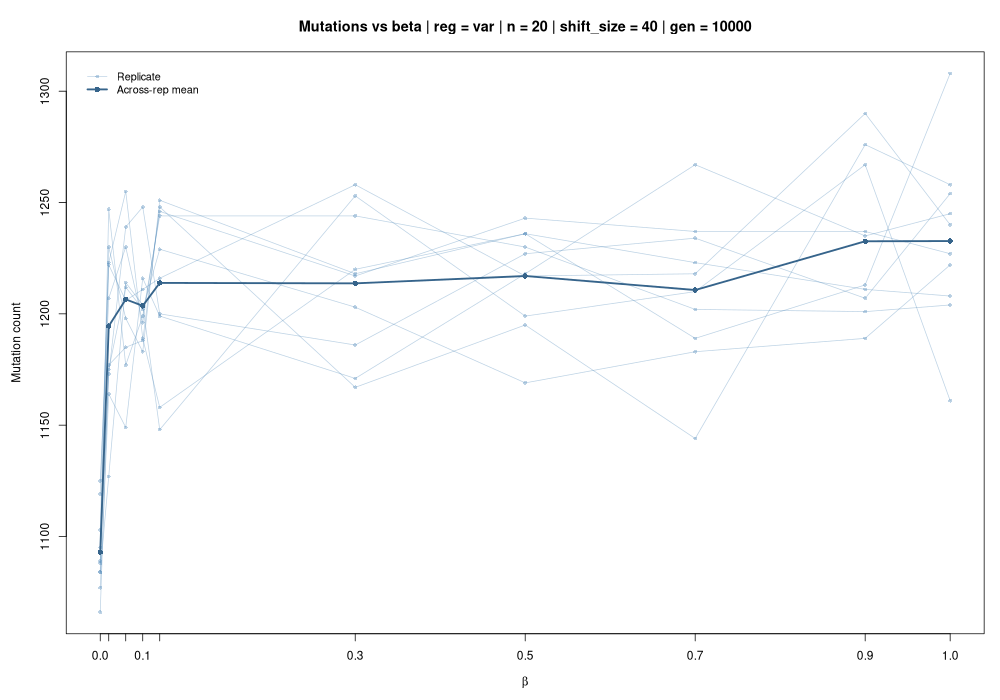 Mutations vs beta | reg = var | n = 20 | shift_size = 40 | gen = 10000
Replicate
Across-rep mean
Mutation count
1300
1250
1200
1150
1100
0.0 0.1 0.3 0.5 0.7 0.9 1.0
β